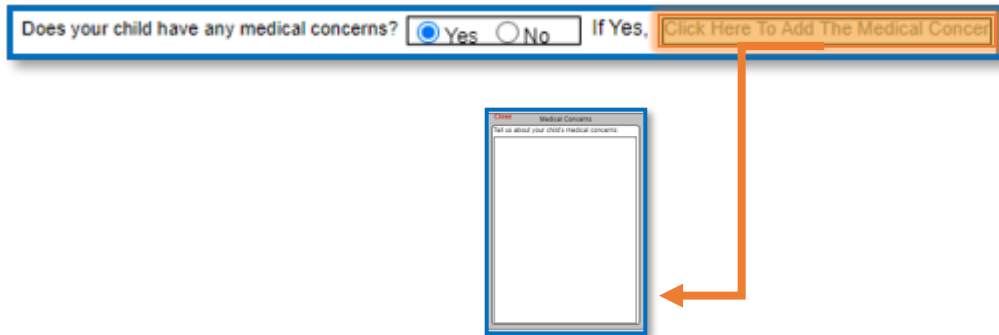 Does your child have any medical concerns? Yes No If Yes, Click Here To Add The Medical Concer
Close Medical Concerns
Tell us about your child's medical concerns: